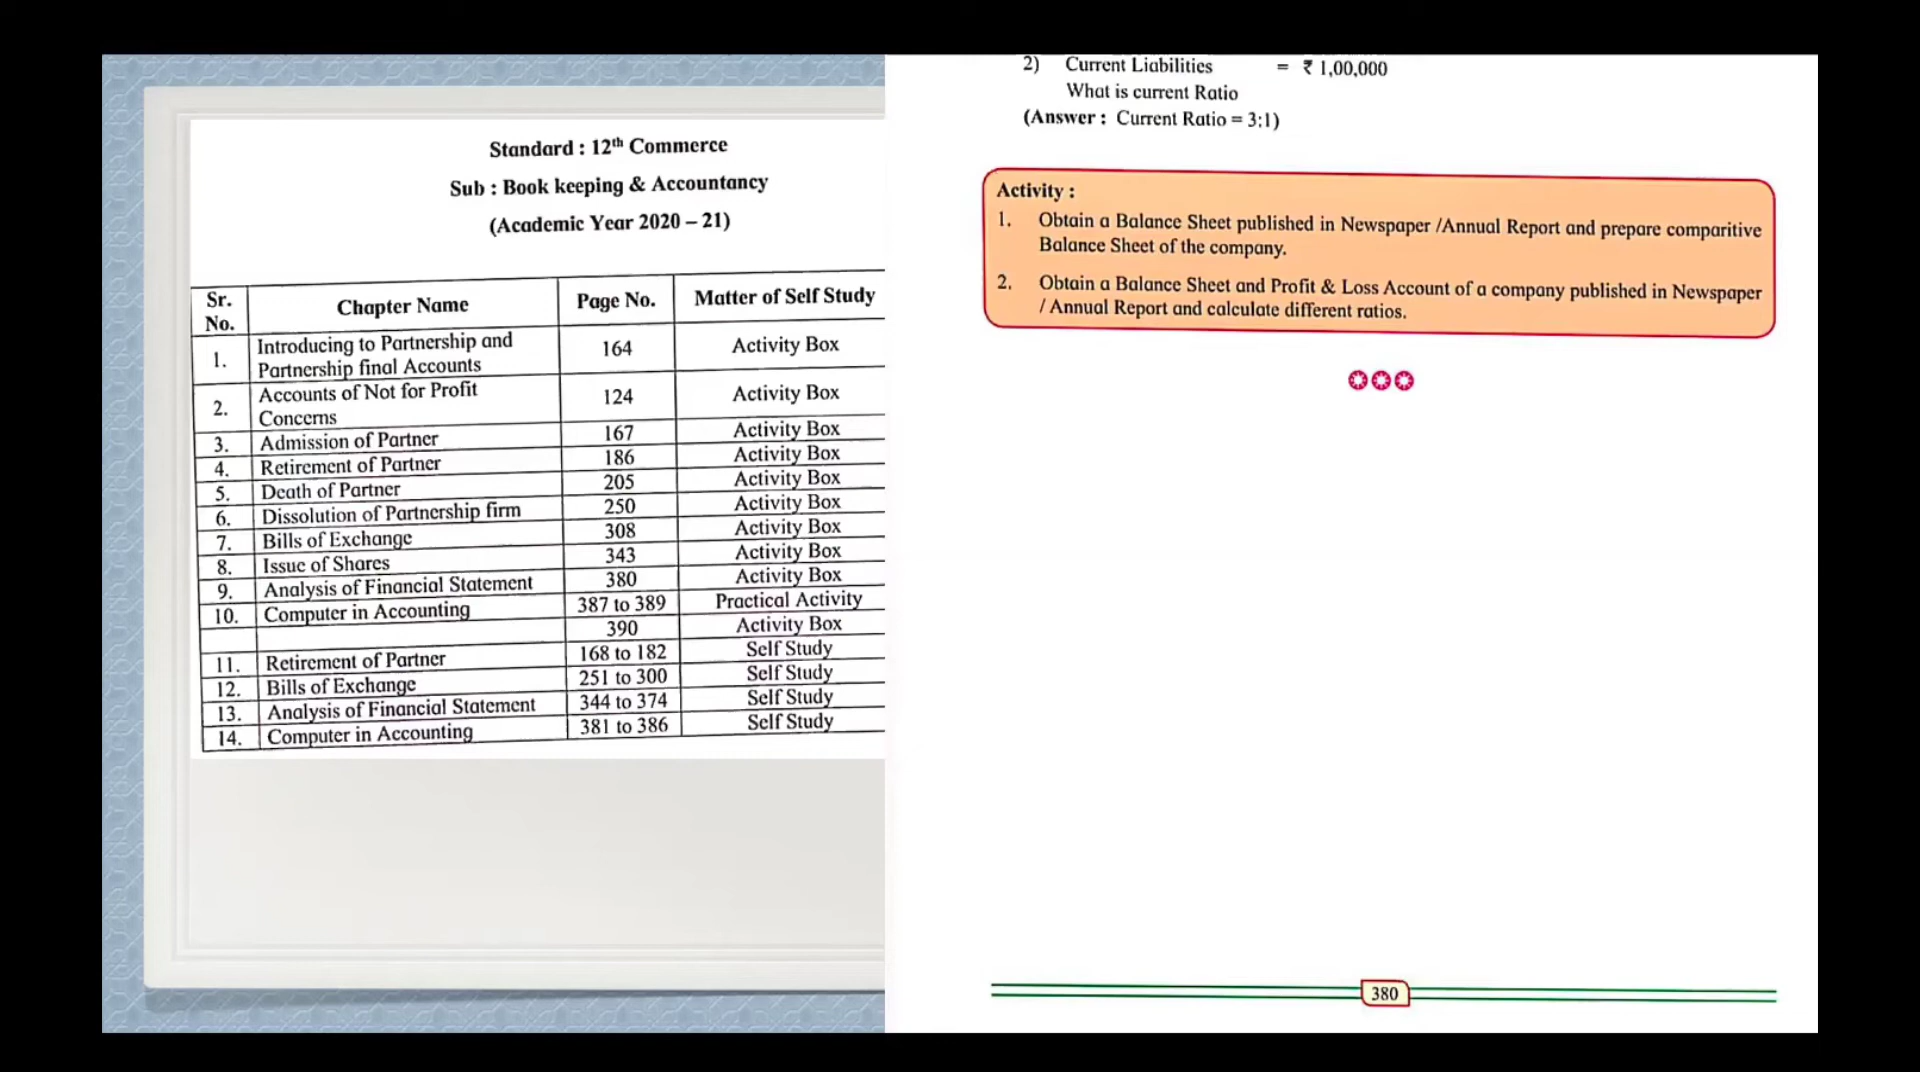 Standard : 12th Commerce
Sub : Book keeping & Accountancy
(Academic Year 2020 – 21)
Sr. No. Chapter Name Page No. Matter of Self Study
1. Introducing to Partnership and Partnership final Accounts 164 Activity Box
2. Accounts of Not for Profit Concerns 124 Activity Box
3. Admission of Partner 167 Activity Box
4. Retirement of Partner 186 Activity Box
5. Death of Partner 205 Activity Box
6. Dissolution of Partnership firm 250 Activity Box
7. Bills of Exchange 308 Activity Box
8. Issue of Shares 343 Activity Box
9. Analysis of Financial Statement 380 Activity Box
10. Computer in Accounting 387 to 389 Practical Activity
390 Activity Box
11. Retirement of Partner 168 to 182 Self Study
12. Bills of Exchange 251 to 300 Self Study
13. Analysis of Financial Statement 344 to 374 Self Study
14. Computer in Accounting 381 to 386 Self Study
2) Current Liabilities = ₹ 1,00,000
What is current Ratio
(Answer : Current Ratio = 3:1)
Activity :
1. Obtain a Balance Sheet published in Newspaper /Annual Report and prepare comparitive
Balance Sheet of the company.
2. Obtain a Balance Sheet and Profit & Loss Account of a company published in Newspaper
/ Annual Report and calculate different ratios.
380